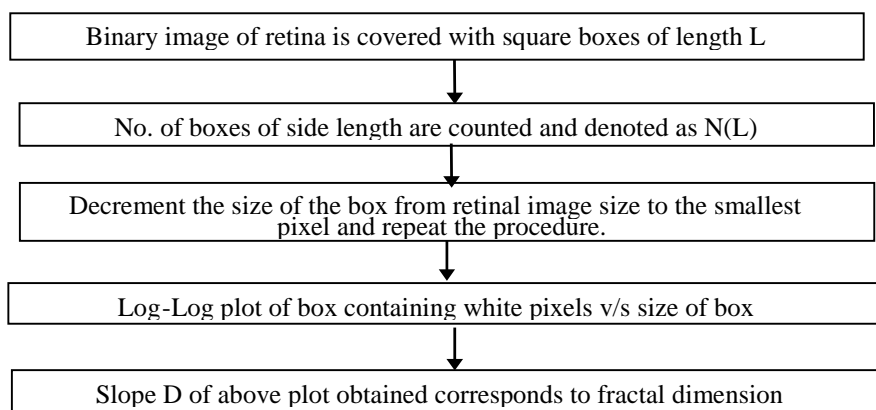 Binary image of retina is covered with square boxes of length L
No. of boxes of side length are counted and denoted as N(L)
Decrement the size of the box from retinal image size to the smallest
pixel and repeat the procedure.
Log-Log plot of box containing white pixels v/s size of box
Slope D of above plot obtained corresponds to fractal dimension